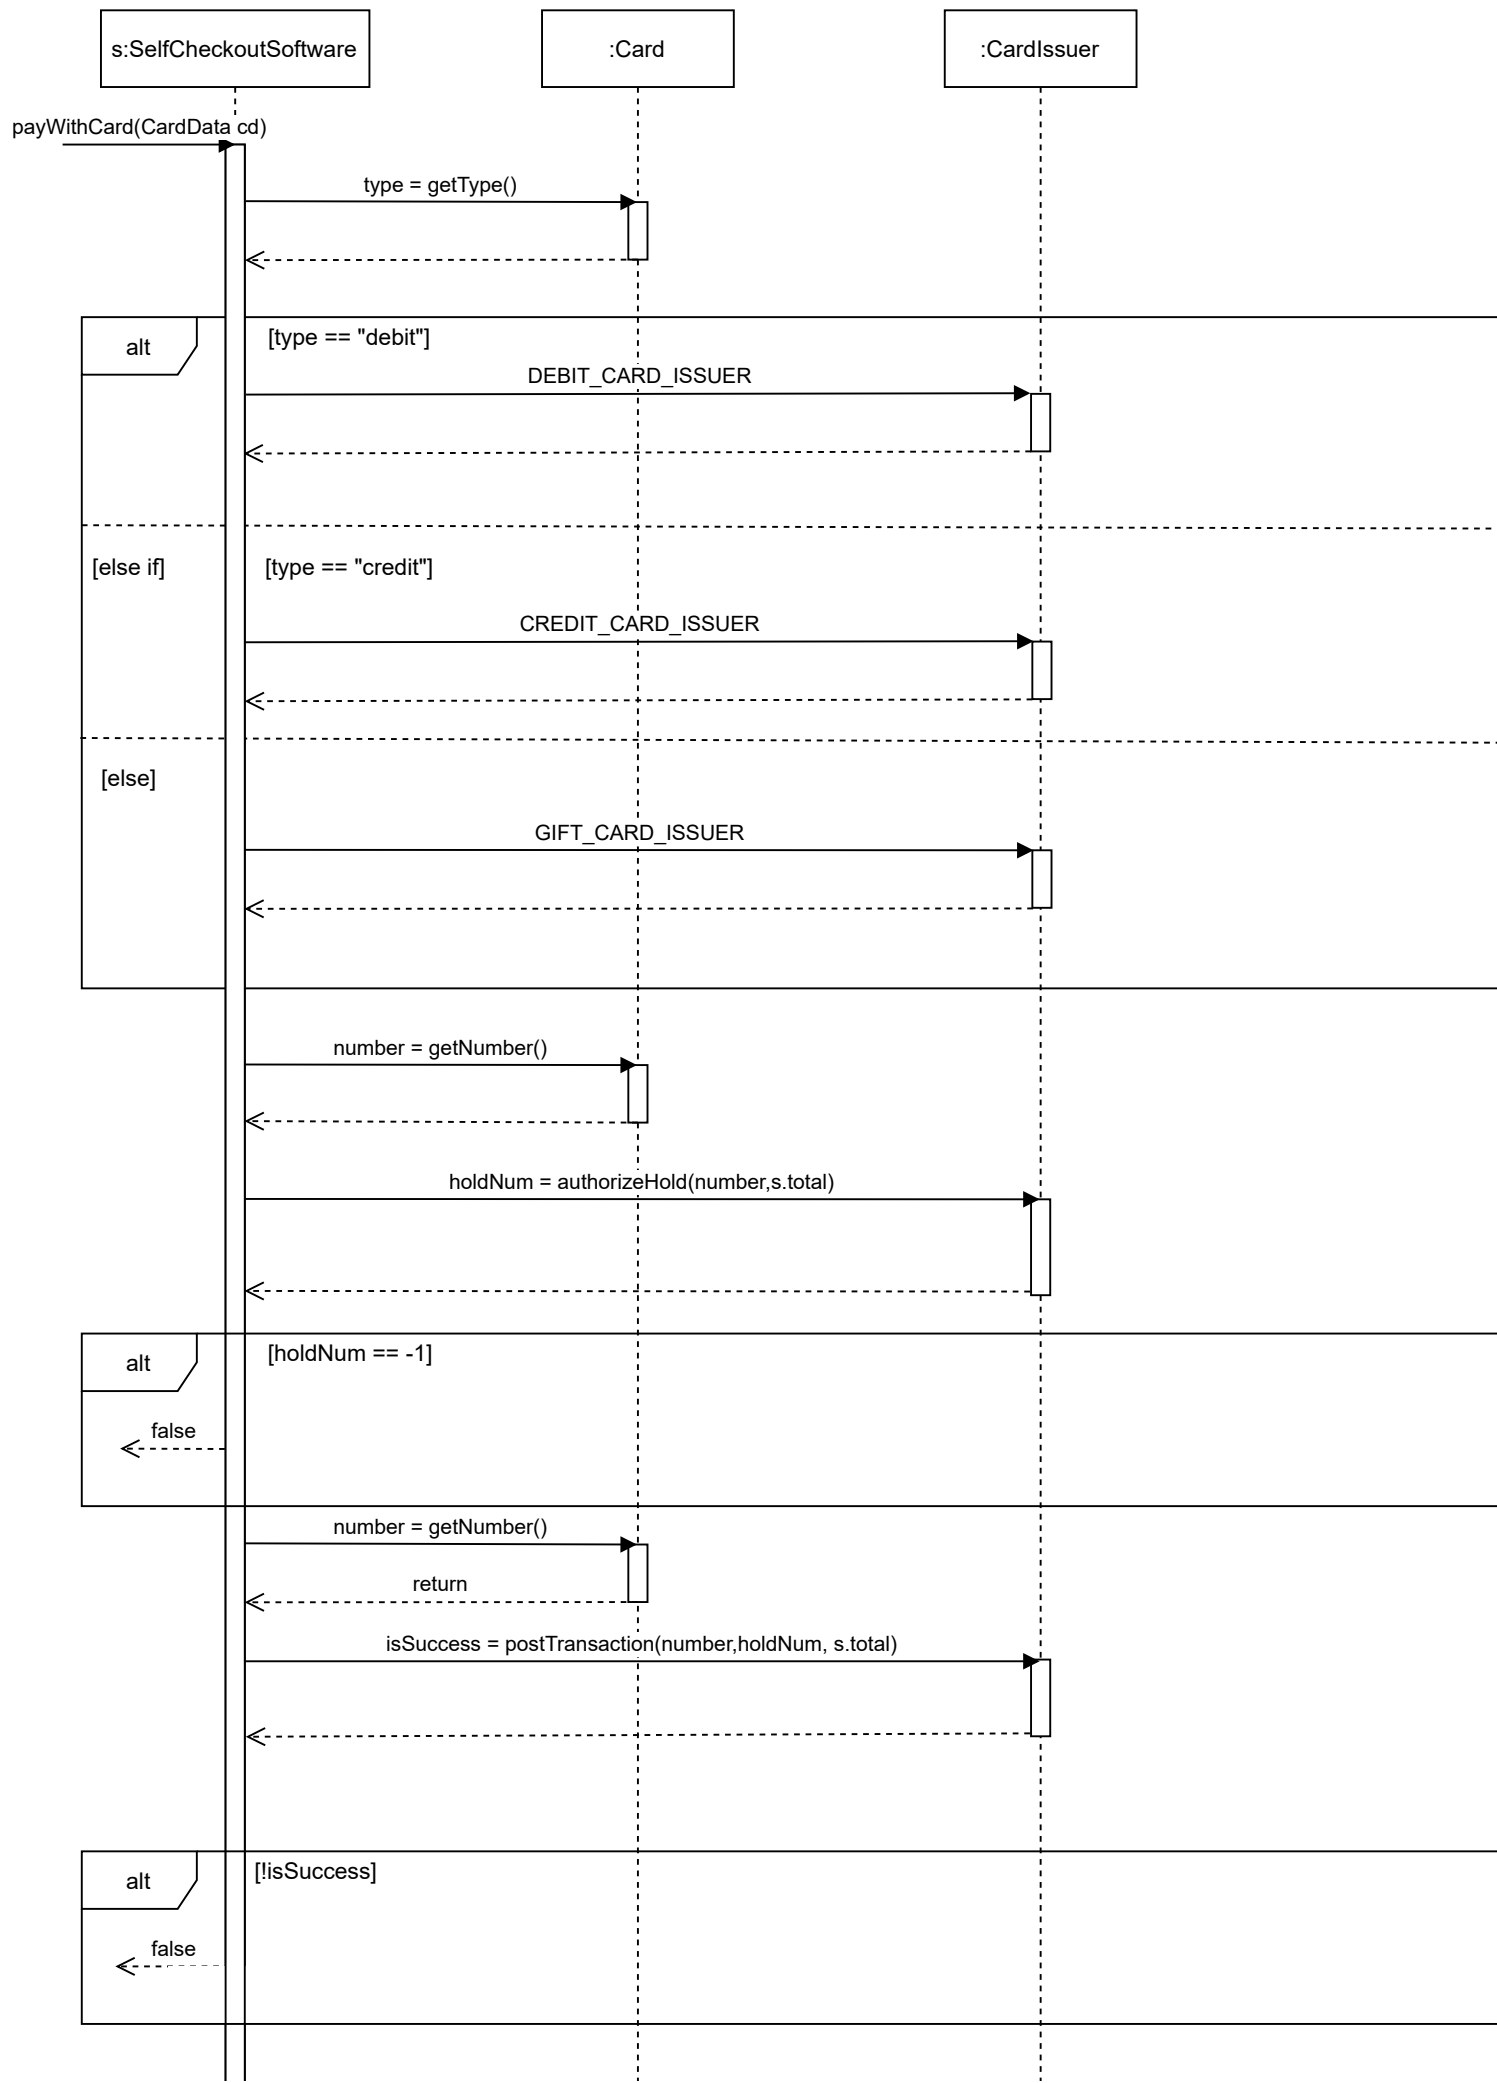 s:SelfCheckoutSoftware
:Card
:CardIssuer
payWithCard(CardData cd)
type = getType()
alt
[type == "debit"]
DEBIT_CARD_ISSUER
[else if]
[type == "credit"]
CREDIT_CARD_ISSUER
[else]
GIFT_CARD_ISSUER
number = getNumber()
holdNum = authorizeHold(number,s.total)
alt
[holdNum == -1]
false
number = getNumber()
return
isSuccess = postTransaction(number,holdNum, s.total)
alt
[!isSuccess]
false